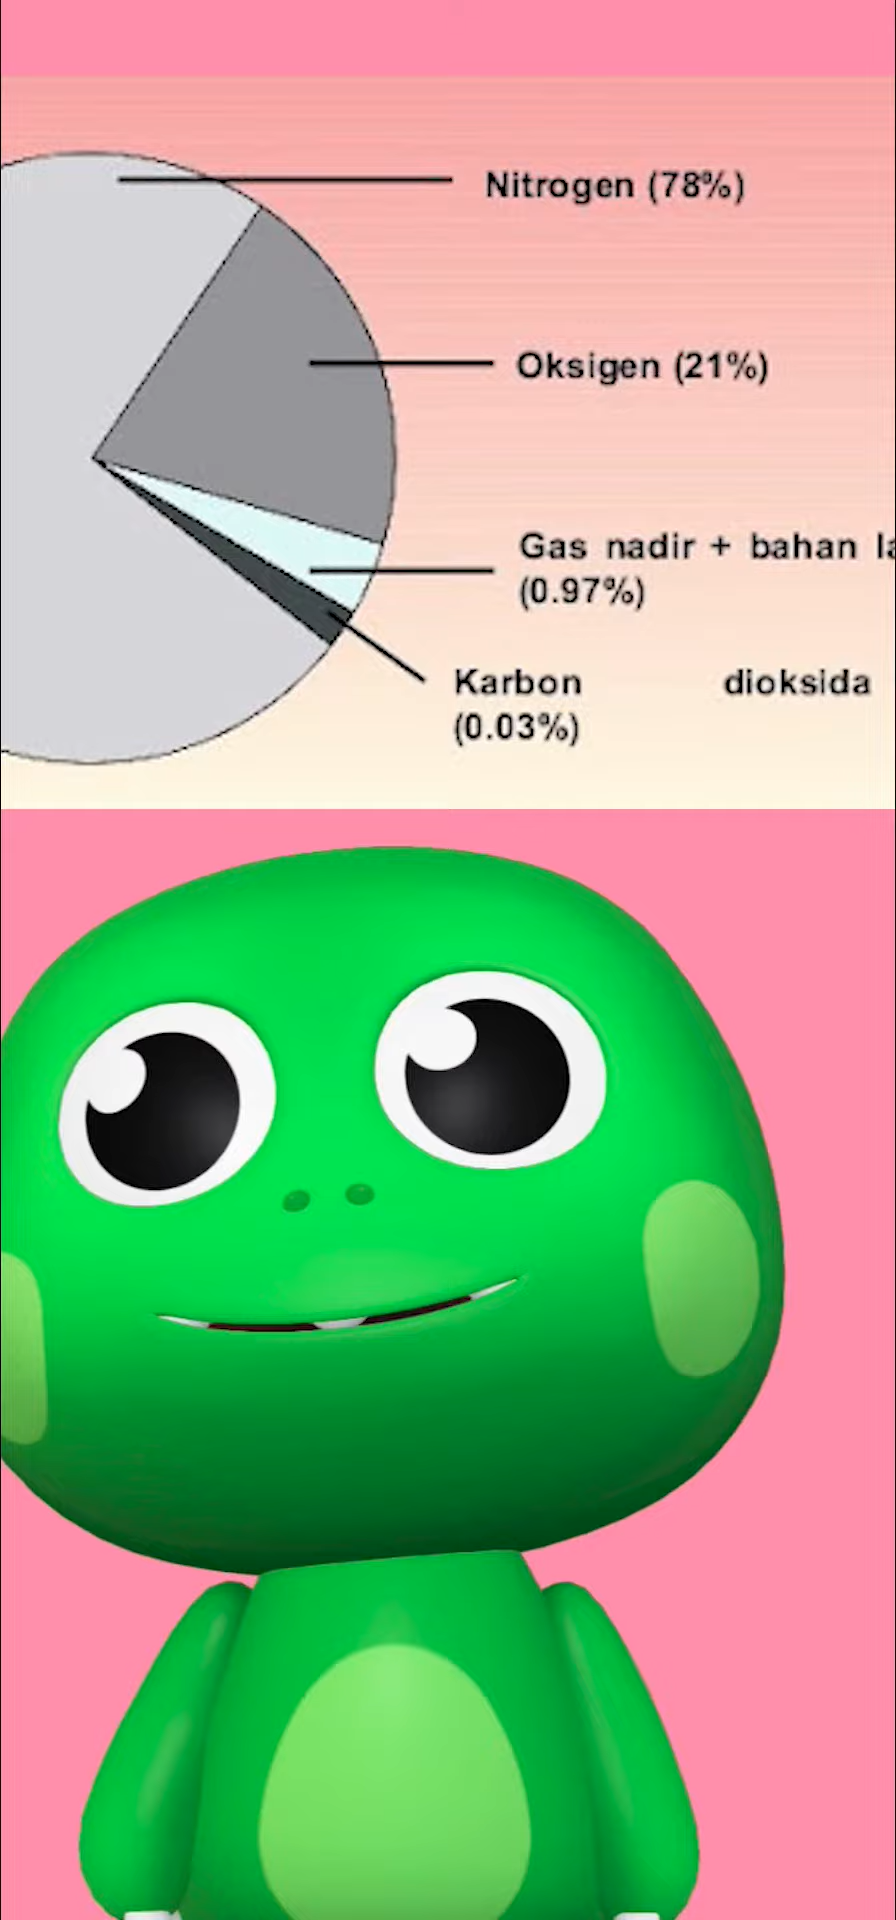 Nitrogen (78%)
Oksigen (21%)
Gas nadir + bahan
(0.97%)
Karbon dioksida
(0.03%)